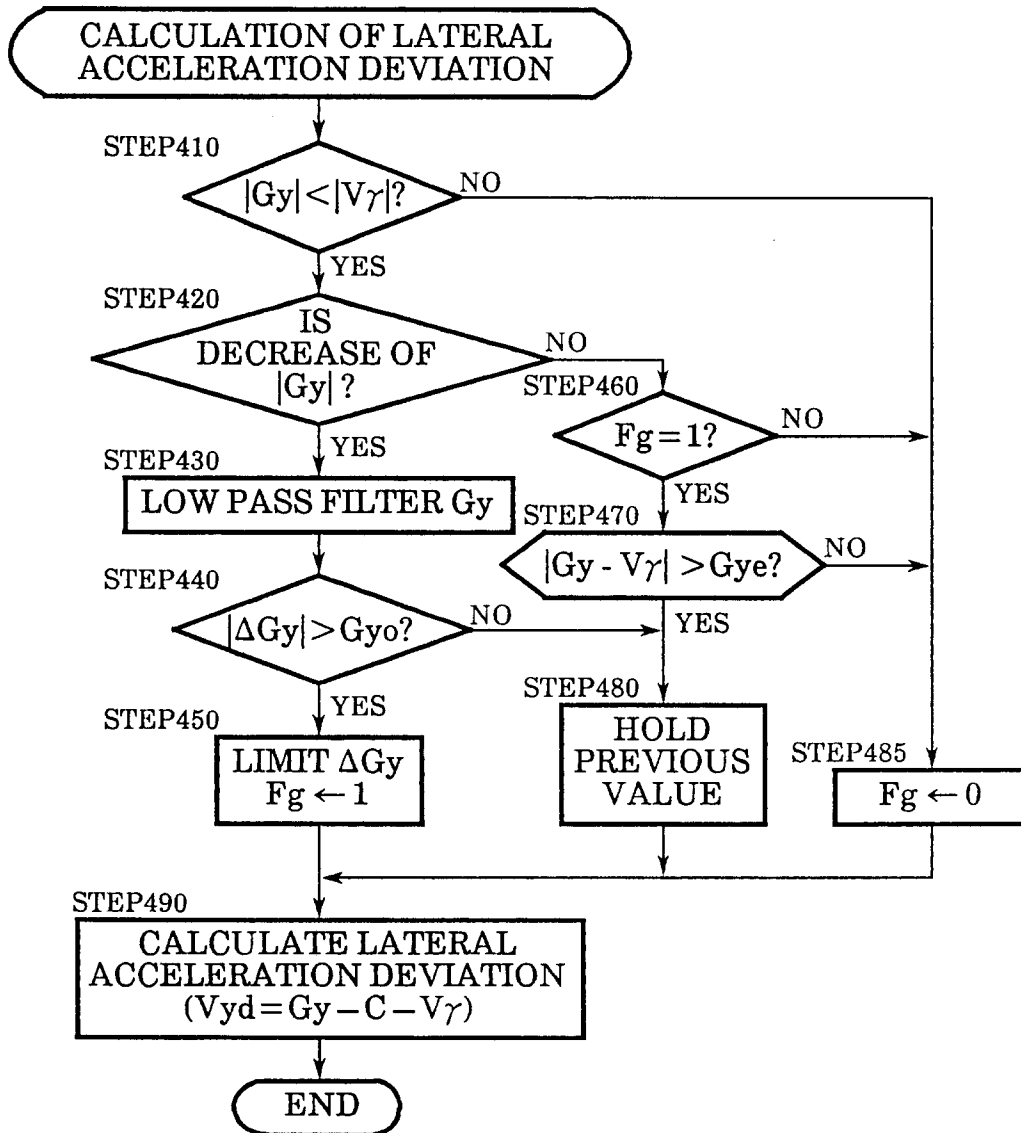 CALCULATION OF LATERAL
ACCELERATION DEVIATION
STEP410
|Gy|<|Vγ|?
NO
YES
STEP420
IS
DECREASE OF
|Gy| ?
NO
YES
STEP460
Fg=1?
NO
YES
STEP430
LOW PASS FILTER Gy
STEP470
|Gy - Vγ| >Gye?
NO
YES
STEP440
|ΔGy|>Gyo?
NO
YES
STEP450
LIMIT ΔGy
Fg ← 1
STEP480
HOLD
PREVIOUS
VALUE
STEP485
Fg ← 0
STEP490
CALCULATE LATERAL
ACCELERATION DEVIATION
(Vyd=Gy−C−Vγ)
END